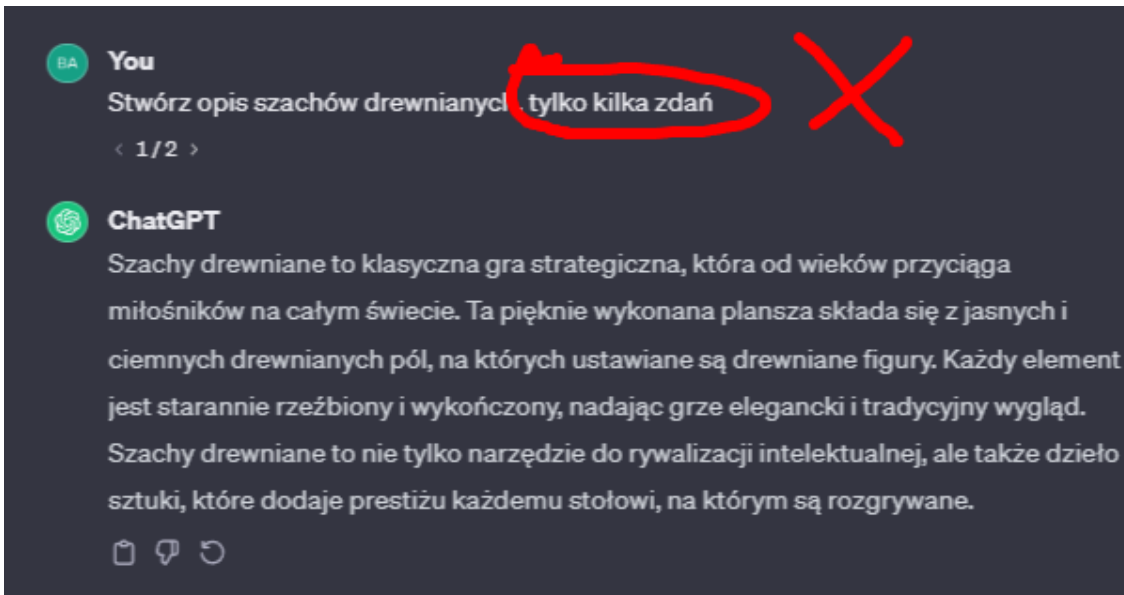 BA You
Stwórz opis szachów drewnianych, tylko kilka zdań
< 1/2 >
ChatGPT
Szachy drewniane to klasyczna gra strategiczna, która od wieków przyciąga
miłośników na całym świecie. Ta pięknie wykonana plansza składa się z jasnych i
ciemnych drewnianych pól, na których ustawiane są drewniane figury. Każdy element
jest starannie rzeźbiony i wykończony, nadając grze elegancki i tradycyjny wygląd.
Szachy drewniane to nie tylko narzędzie do rywalizacji intelektualnej, ale także dzieło
sztuki, które dodaje prestiżu każdemu stołowi, na którym są rozgrywane.